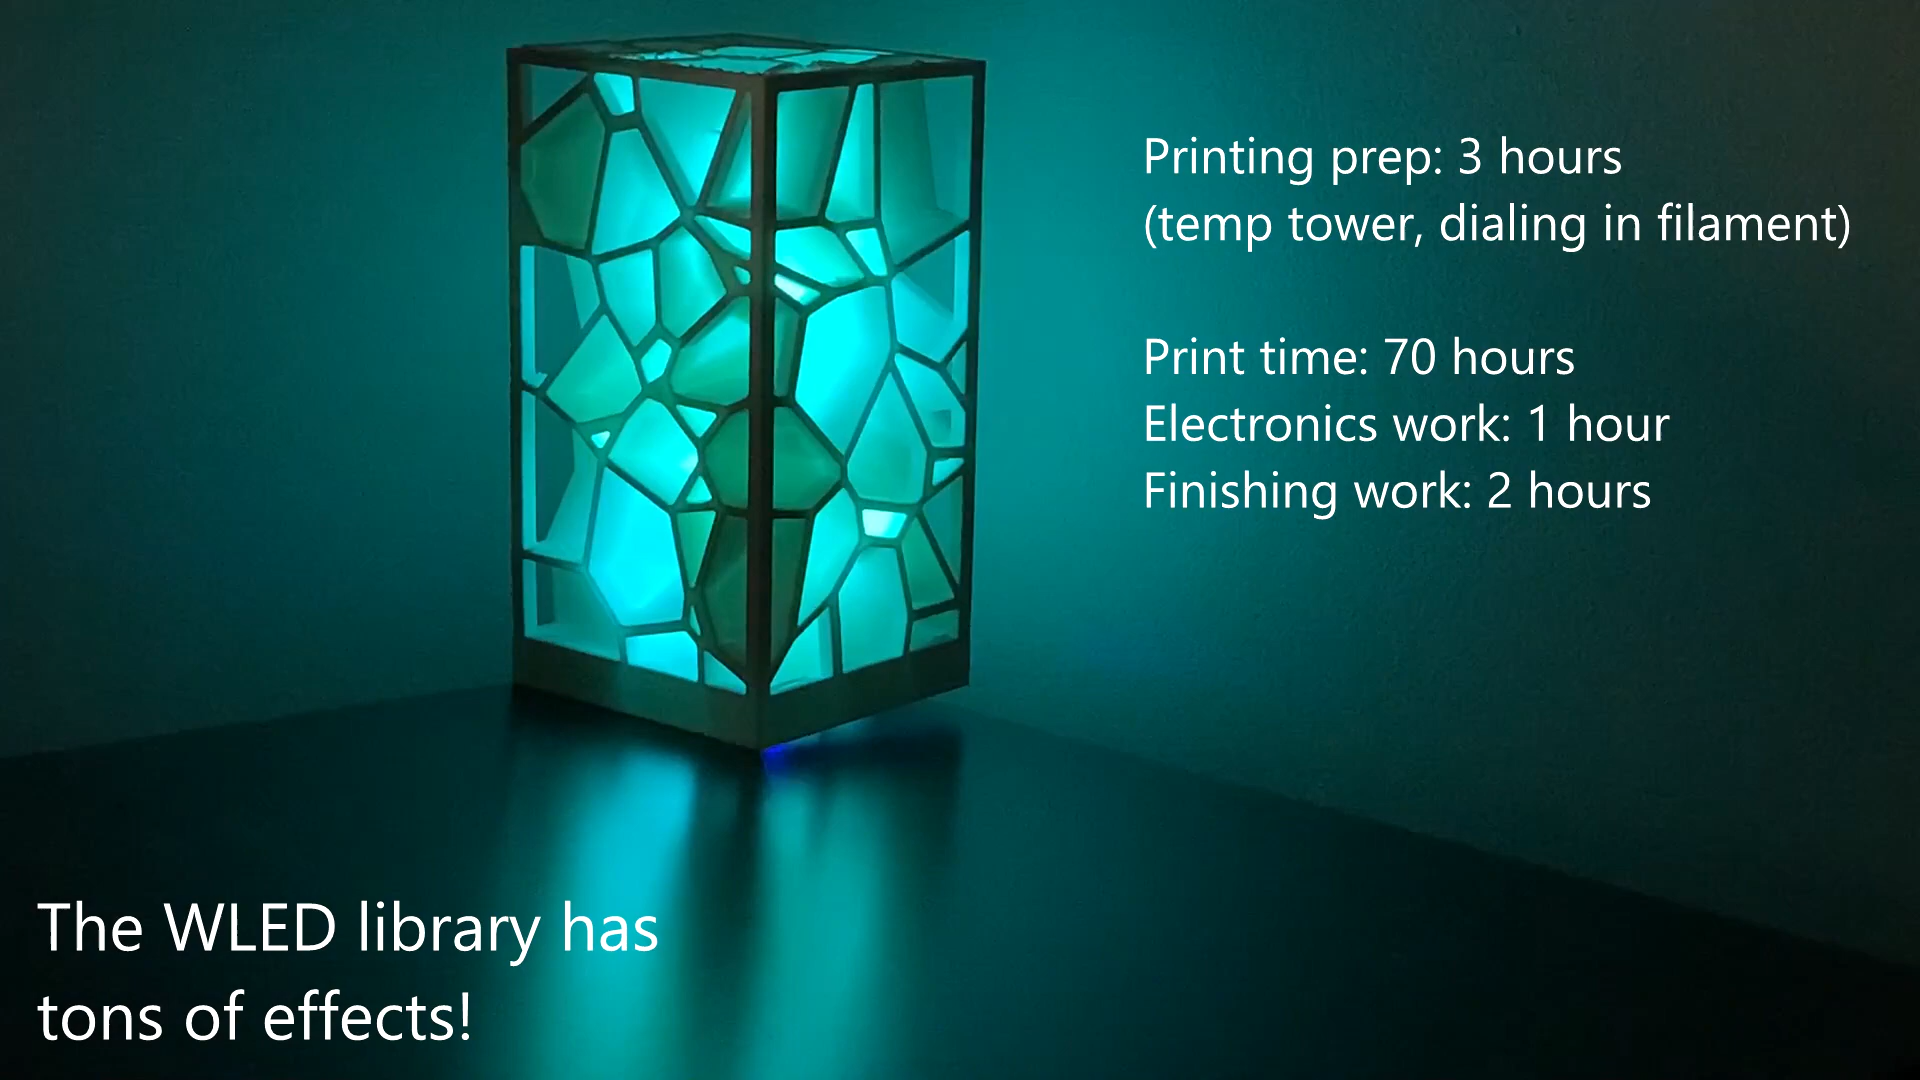 Printing prep: 3 hours
(temp tower, dialing in filament)
Print time: 70 hours
Electronics work: 1 hour
Finishing work: 2 hours
The WLED library has
tons of effects!